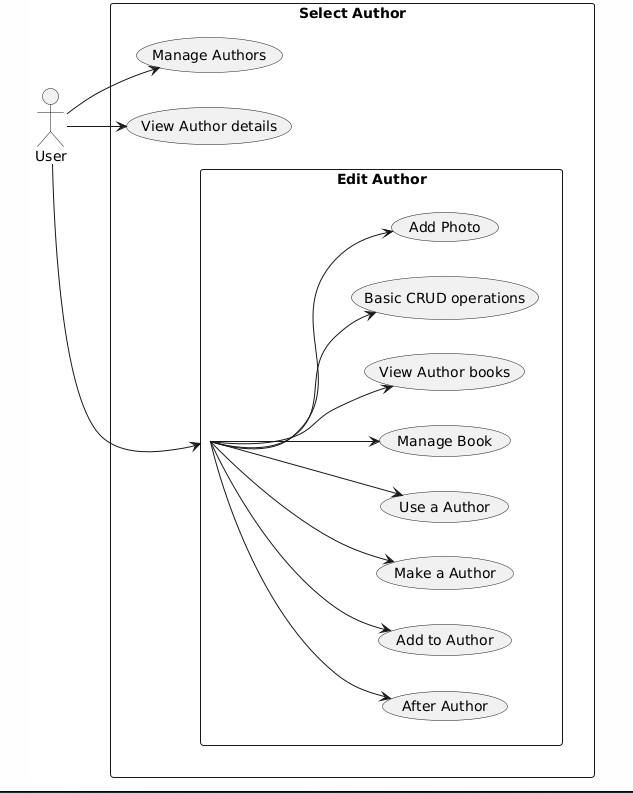 Select Author
Manage Authors
View Author details
User
Edit Author
Add Photo
Basic CRUD operations
View Author books
Manage Book
Use a Author
Make a Author
Add to Author
After Author